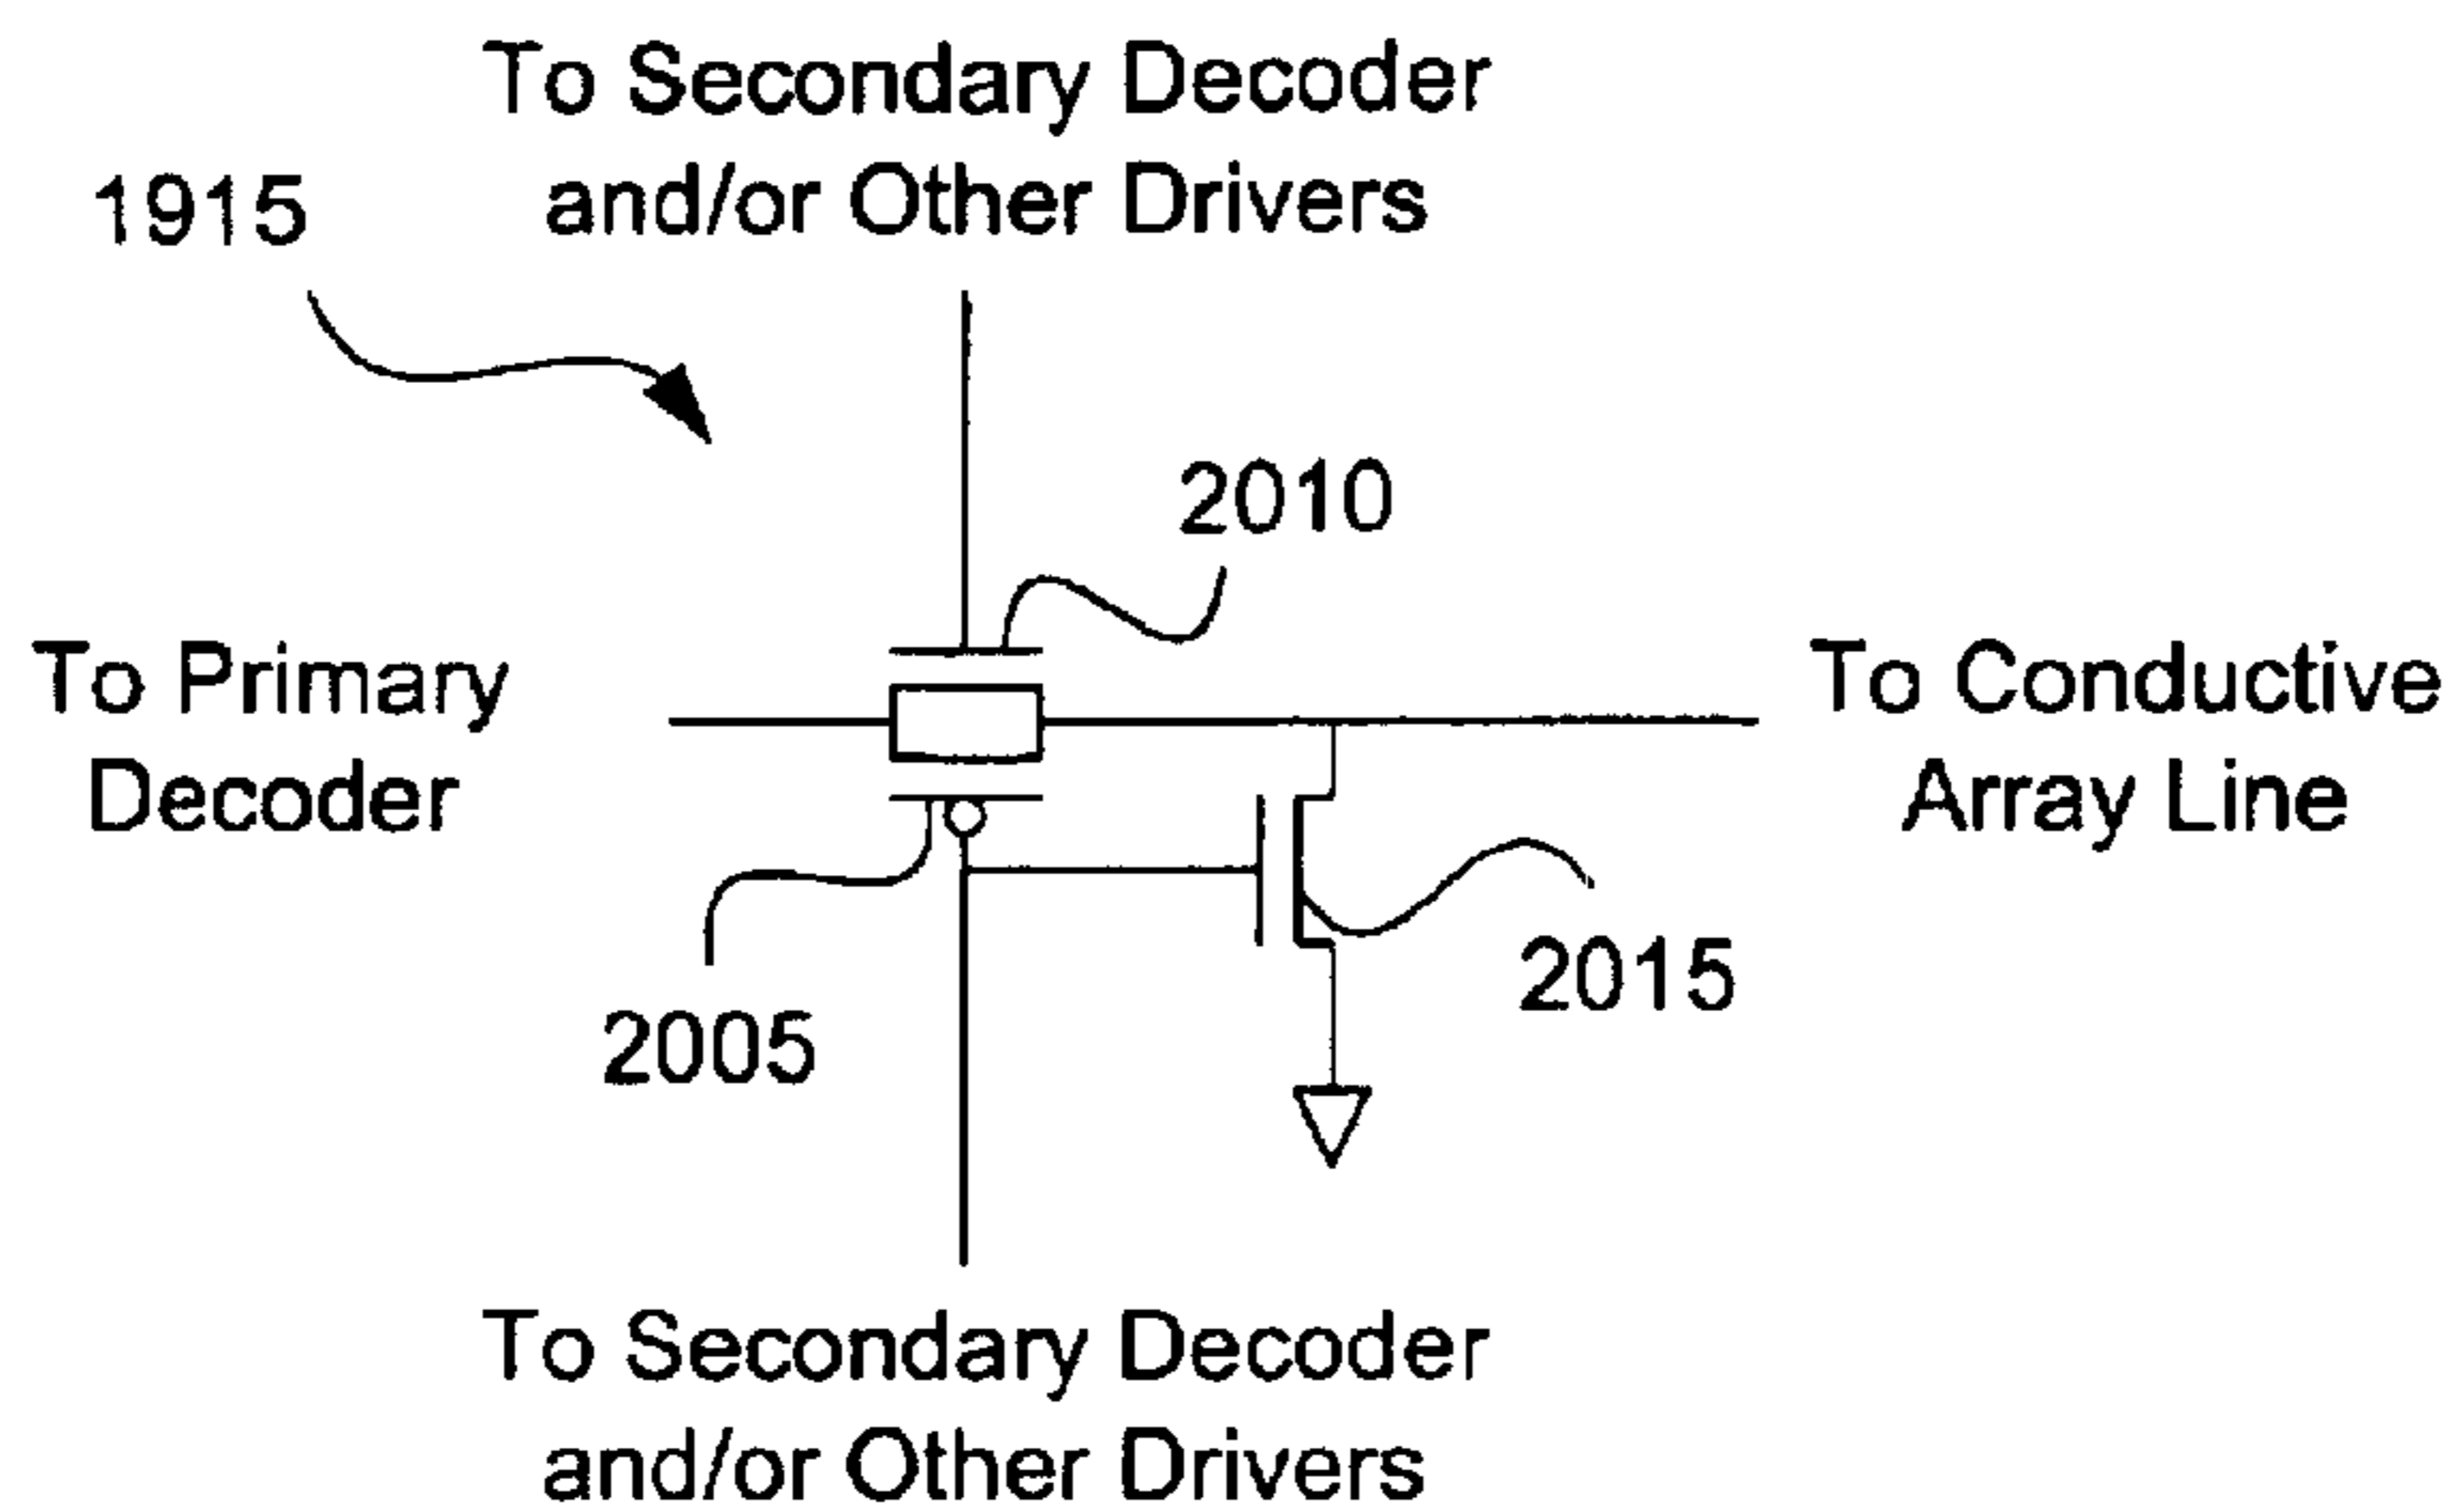 To Secondary Decoder
and/or Other Drivers
1915
2010
To Primary
Decoder
To Conductive
Array Line
2005
2015
To Secondary Decoder
and/or Other Drivers